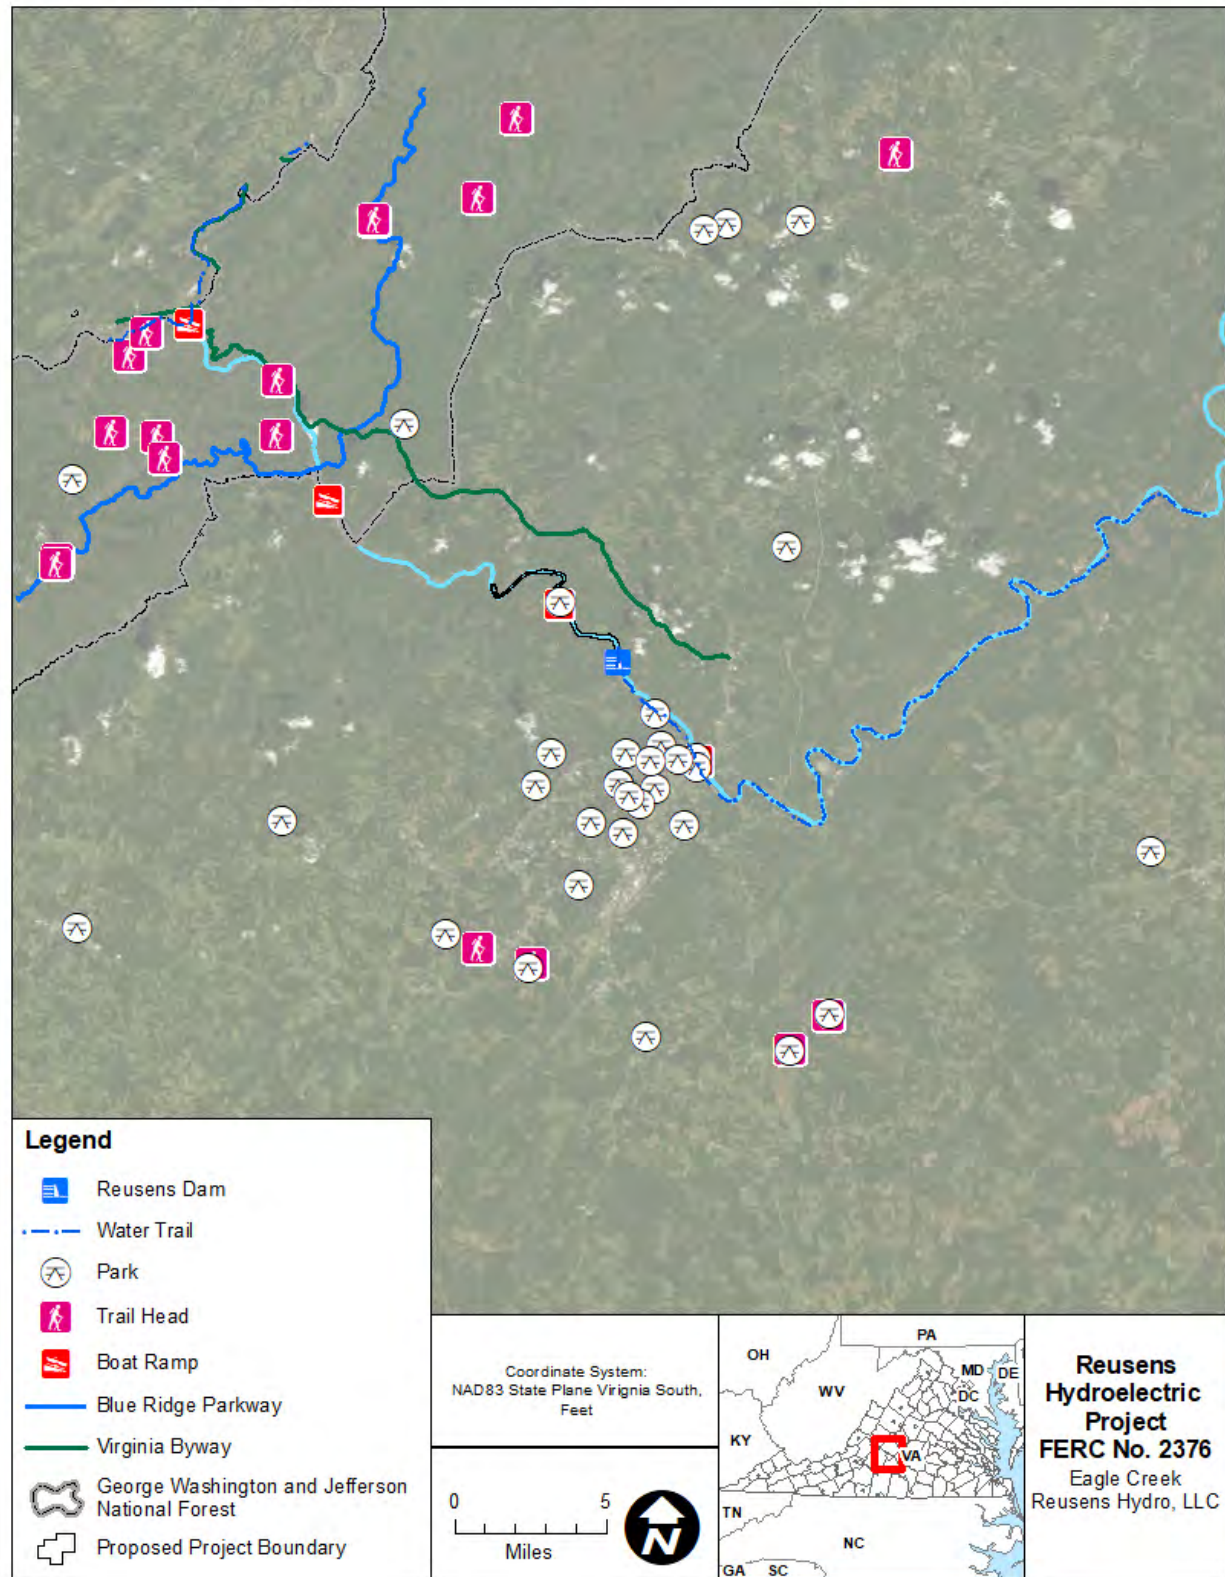 Legend
Reusens Dam
Water Trail
Park
Trail Head
Boat Ramp
Blue Ridge Parkway
Virginia Byway
George Washington and Jefferson
National Forest
Proposed Project Boundary
Coordinate System:
NAD83 State Plane Virignia South,
Feet
0 5
Miles
N
PA
OH
MD
DE
WV
DC
KY
VA
TN
NC
GA
SC
Reusens
Hydroelectric
Project
FERC No. 2376
Eagle Creek
Reusens Hydro, LLC